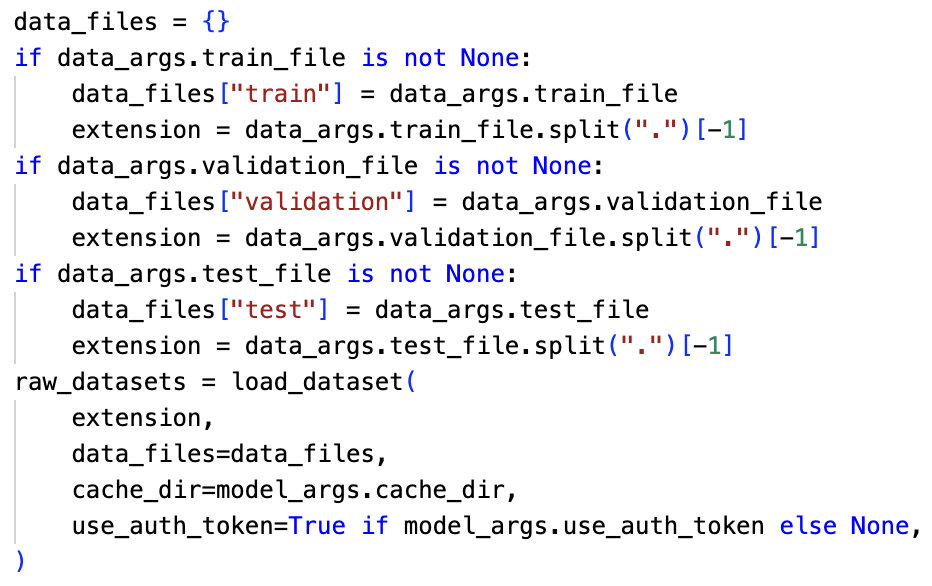 data_files = {}
if data_args.train_file is not None:
    data_files["train"] = data_args.train_file
    extension = data_args.train_file.split(".")[-1]
if data_args.validation_file is not None:
    data_files["validation"] = data_args.validation_file
    extension = data_args.validation_file.split(".")[-1]
if data_args.test_file is not None:
    data_files["test"] = data_args.test_file
    extension = data_args.test_file.split(".")[-1]
raw_datasets = load_dataset(
    extension,
    data_files=data_files,
    cache_dir=model_args.cache_dir,
    use_auth_token=True if model_args.use_auth_token else None,
)